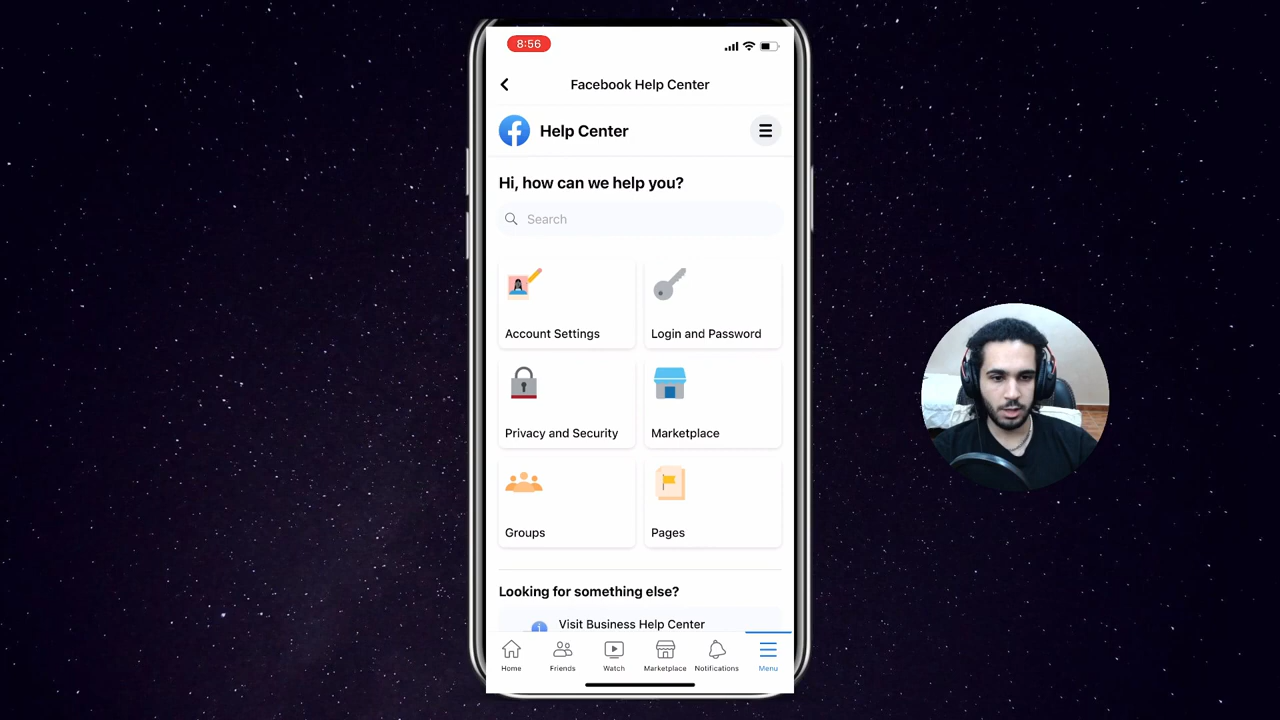 8:56
Facebook Help Center
Help Center
Hi, how can we help you?
Search
Account Settings
Login and Password
Privacy and Security
Marketplace
Groups
Pages
Looking for something else?
Visit Business Help Center
Home
Friends
Watch
Marketplace
Notifications
Menu